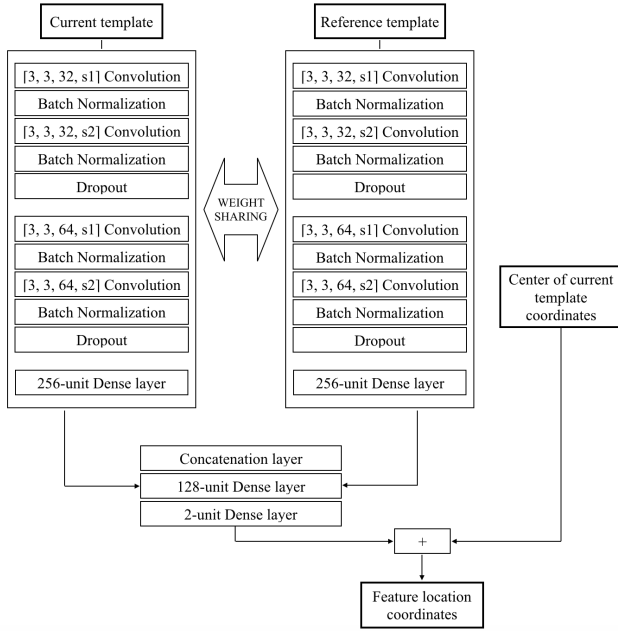 Current template
[3, 3, 32, s1] Convolution
Batch Normalization
[3, 3, 32, s2] Convolution
Batch Normalization
Dropout
[3, 3, 64, s1] Convolution
Batch Normalization
[3, 3, 64, s2] Convolution
Batch Normalization
Dropout
256-unit Dense layer
WEIGHT
SHARING
Reference template
[3, 3, 32, s1] Convolution
Batch Normalization
[3, 3, 32, s2] Convolution
Batch Normalization
Dropout
[3, 3, 64, s1] Convolution
Batch Normalization
[3, 3, 64, s2] Convolution
Batch Normalization
Dropout
256-unit Dense layer
Center of current
template
coordinates
Concatenation layer
128-unit Dense layer
2-unit Dense layer
+
Feature location
coordinates